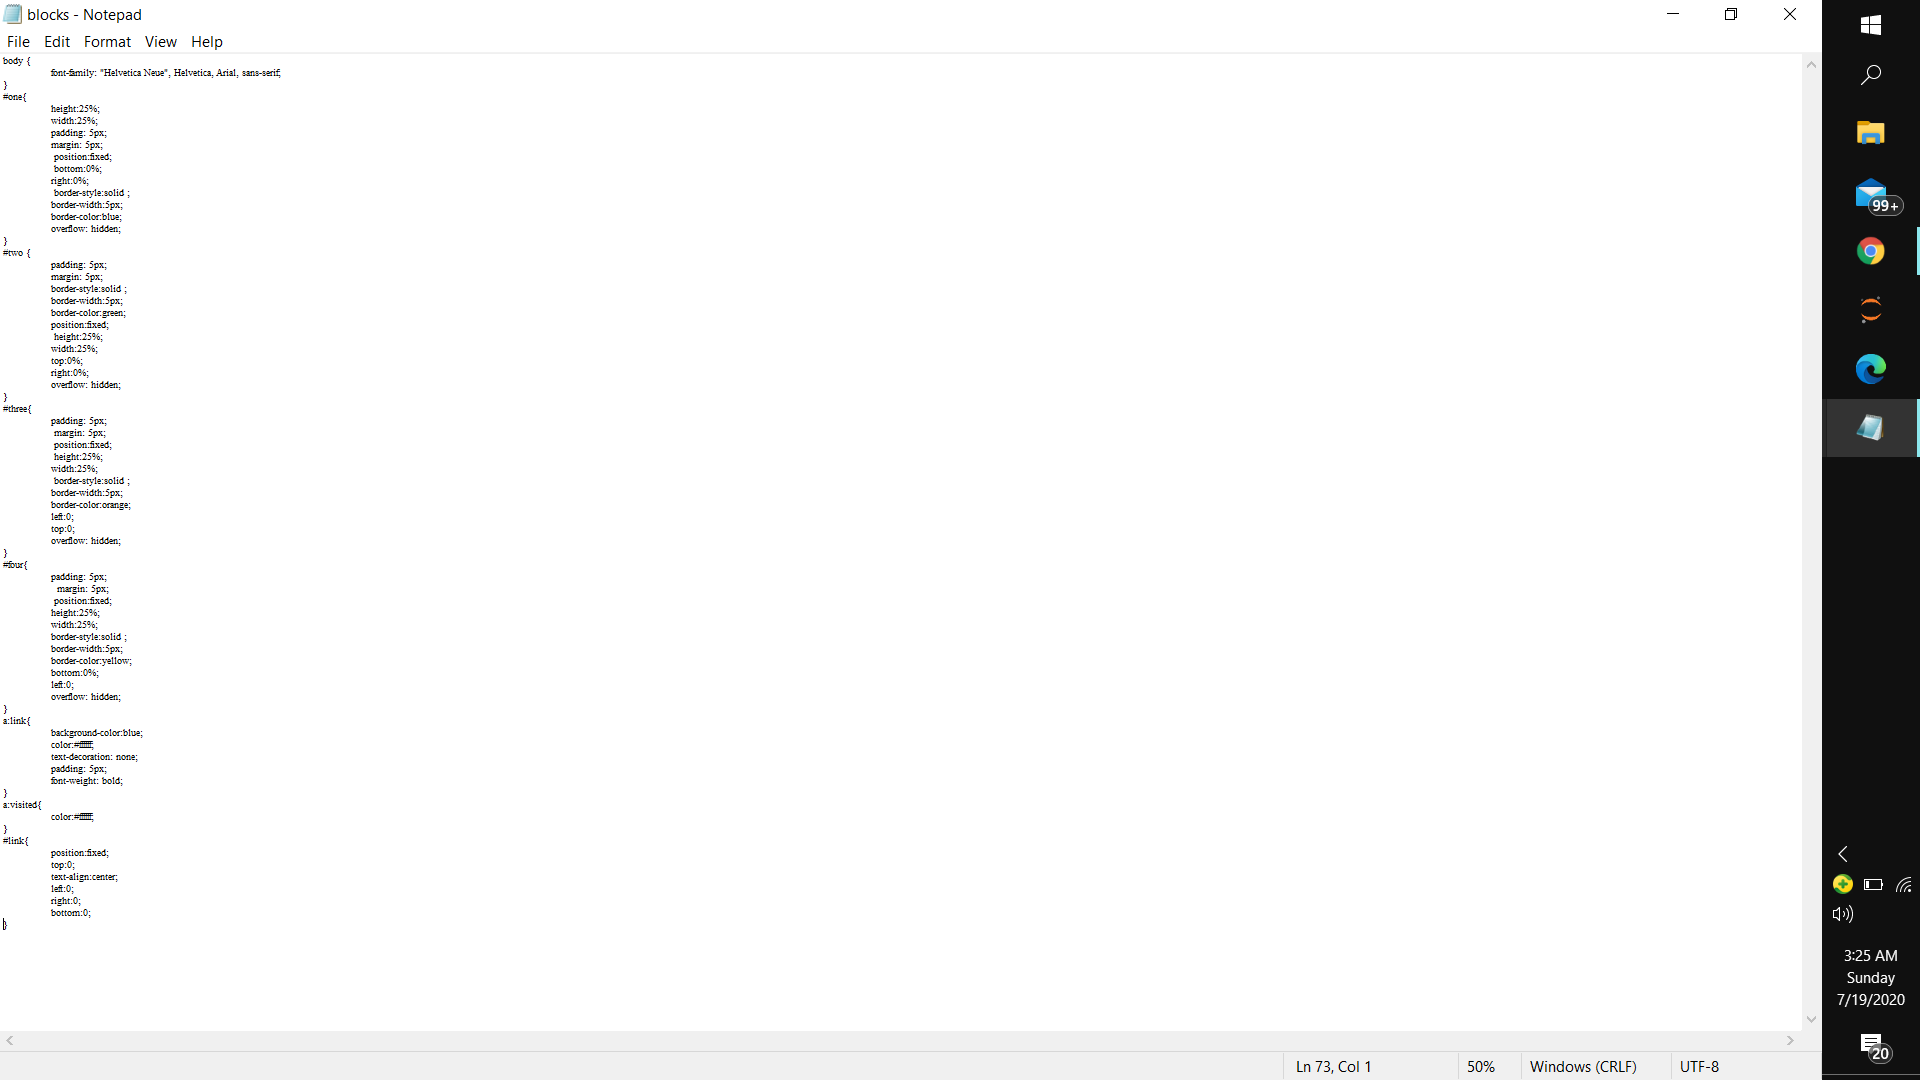 blocks - Notepad
File Edit Format View Help
body {
font-family: "Helvetica Neue", Helvetica, Arial, sans-serif;
}
#one{
height:25%;
width:25%;
padding: 5px;
margin: 5px;
position:fixed;
bottom:0%;
right:0%;
border-style:solid ;
border-width:5px;
border-color:blue;
overflow: hidden;
}
#two {
padding: 5px;
margin: 5px;
border-style:solid ;
border-width:5px;
border-color:green;
position:fixed;
height:25%;
width:25%;
top:0%;
right:0%;
overflow: hidden;
}
#three{
padding: 5px;
margin: 5px;
position:fixed;
height:25%;
width:25%;
border-style:solid ;
border-width:5px;
border-color:orange;
left:0;
top:0;
overflow: hidden;
}
#four{
padding: 5px;
margin: 5px;
position:fixed;
height:25%;
width:25%;
border-style:solid ;
border-width:5px;
border-color:yellow;
bottom:0%;
left:0;
overflow: hidden;
}
a:link{
background-color:blue;
color:#ffffff;
text-decoration: none;
padding: 5px;
font-weight: bold;
}
a:visited{
color:#ffffff;
}
#link{
position:fixed;
top:0;
text-align:center;
left:0;
right:0;
bottom:0;
}
Ln 73, Col 1
50%
Windows (CRLF)
UTF-8
99+
3:25 AM
Sunday
7/19/2020
20